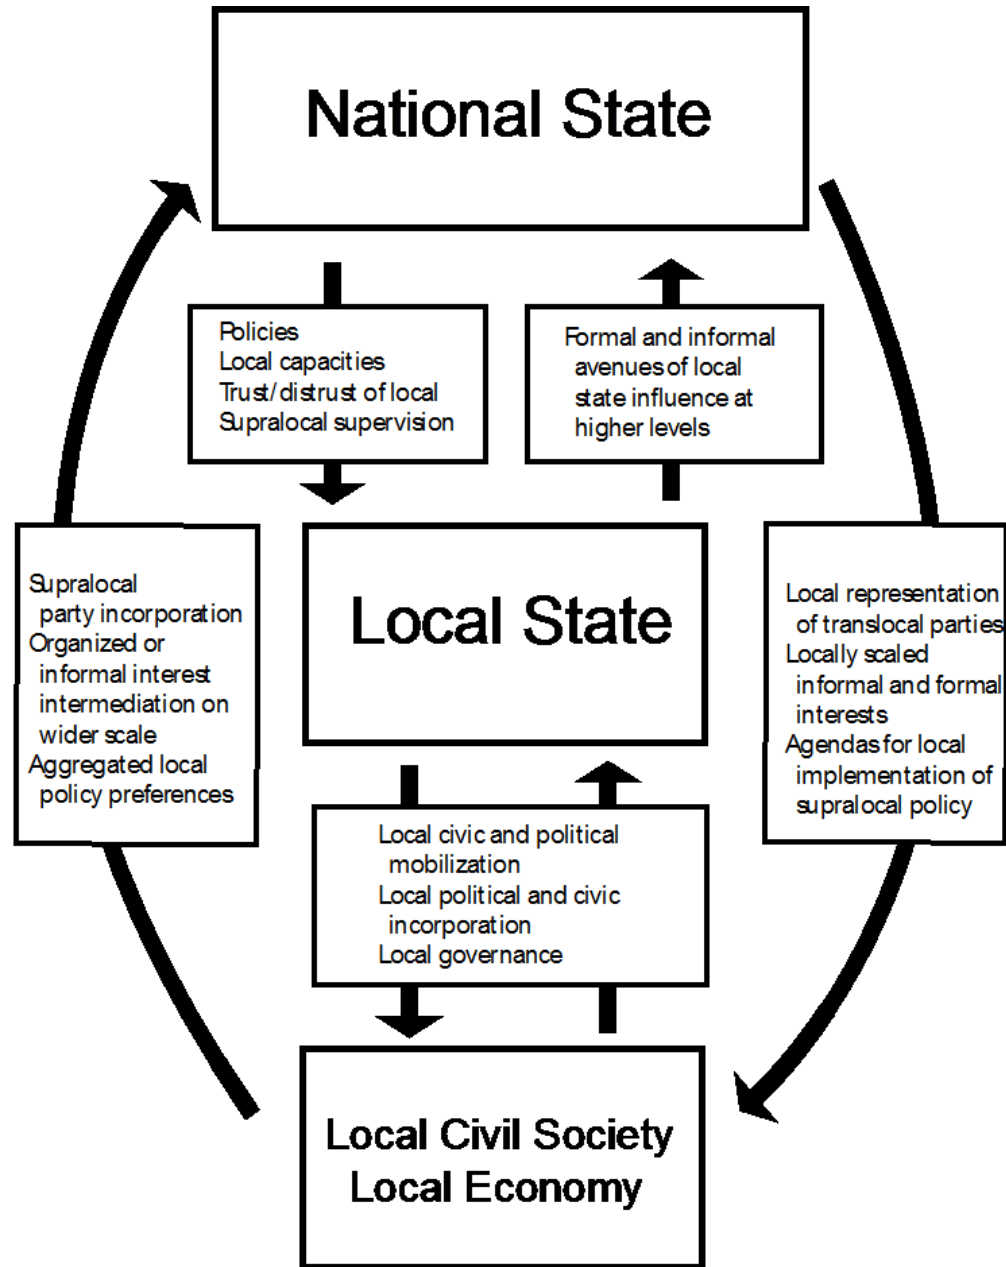 National State
Policies
Local capacities
Trust/distrust of local
Supralocal supervision
Formal and informal
avenues of local
state influence at
higher levels
Supralocal
party incorporation
Organized or
informal interest
intermediation on
wider scale
Aggregated local
policy preferences
Local State
Local representation
of translocal parties
Locally scaled
informal and formal
interests
Agendas for local
implementation of
supralocal policy
Local civic and political
mobilization
Local political and civic
incorporation
Local governance
Local Civil Society
Local Economy